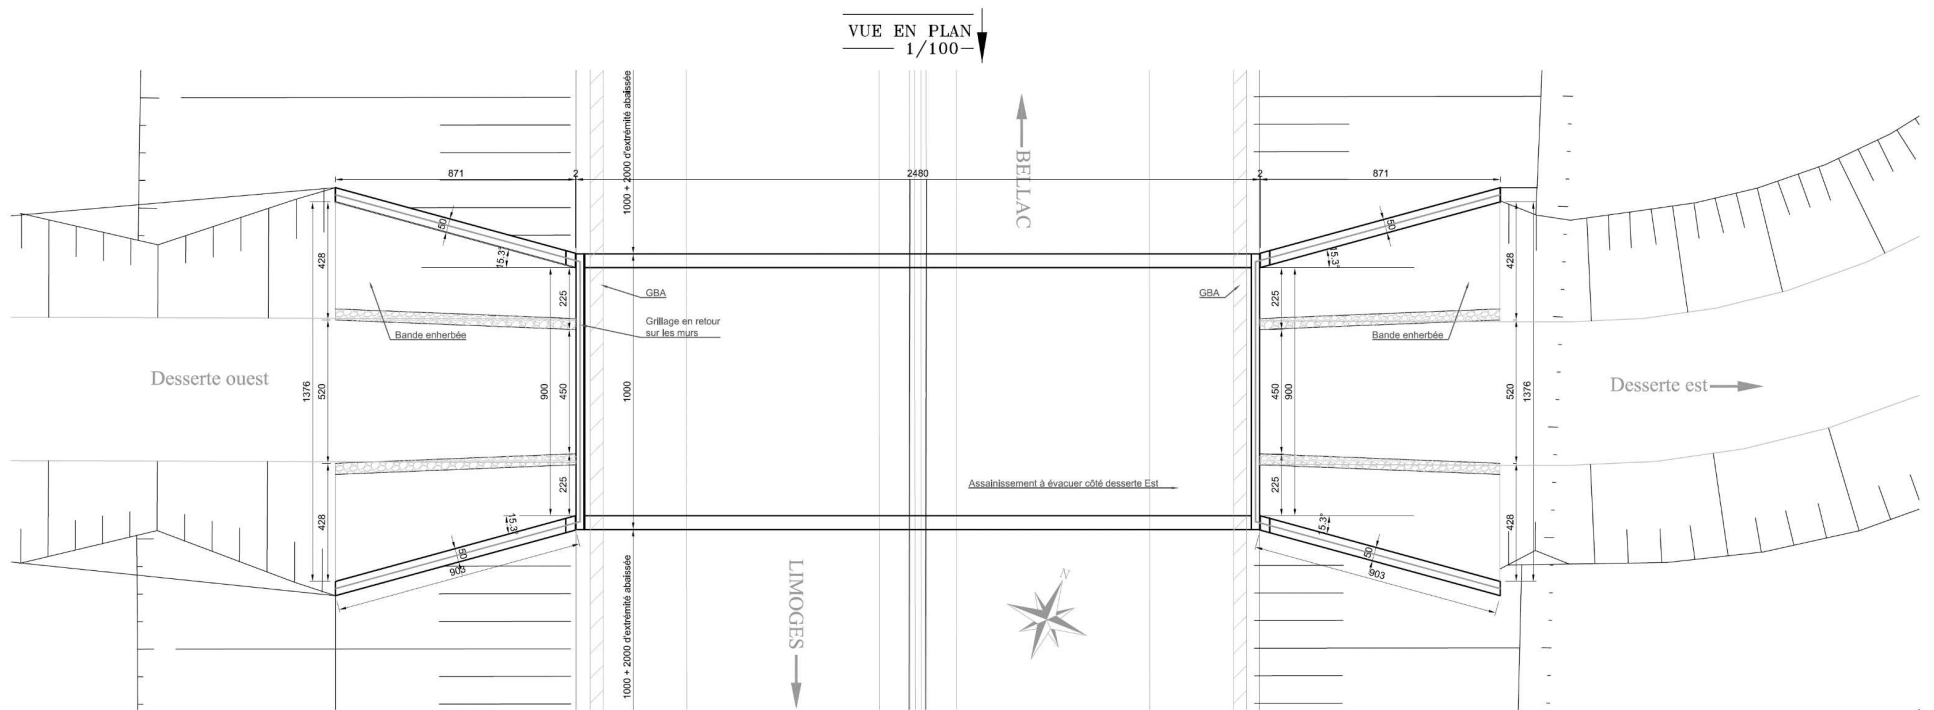 VUE EN PLAN
1/100
1000 + 2000 d'extrémité abaissée
BELLAC
871
2
2480
2
871
50
50
15.3°
15.3°
428
225
GBA
GBA
225
428
Grillage en retour
sur les murs
Bande enherbée
Bande enherbée
Desserte ouest
1376
520
900
450
1000
450
900
520
1376
Desserte est
Assainissement à évacuer côté desserte Est
428
225
225
428
15.3°
15.3°
50
903
50
903
1000 + 2000 d'extrémité abaissée
LIMOGES
N